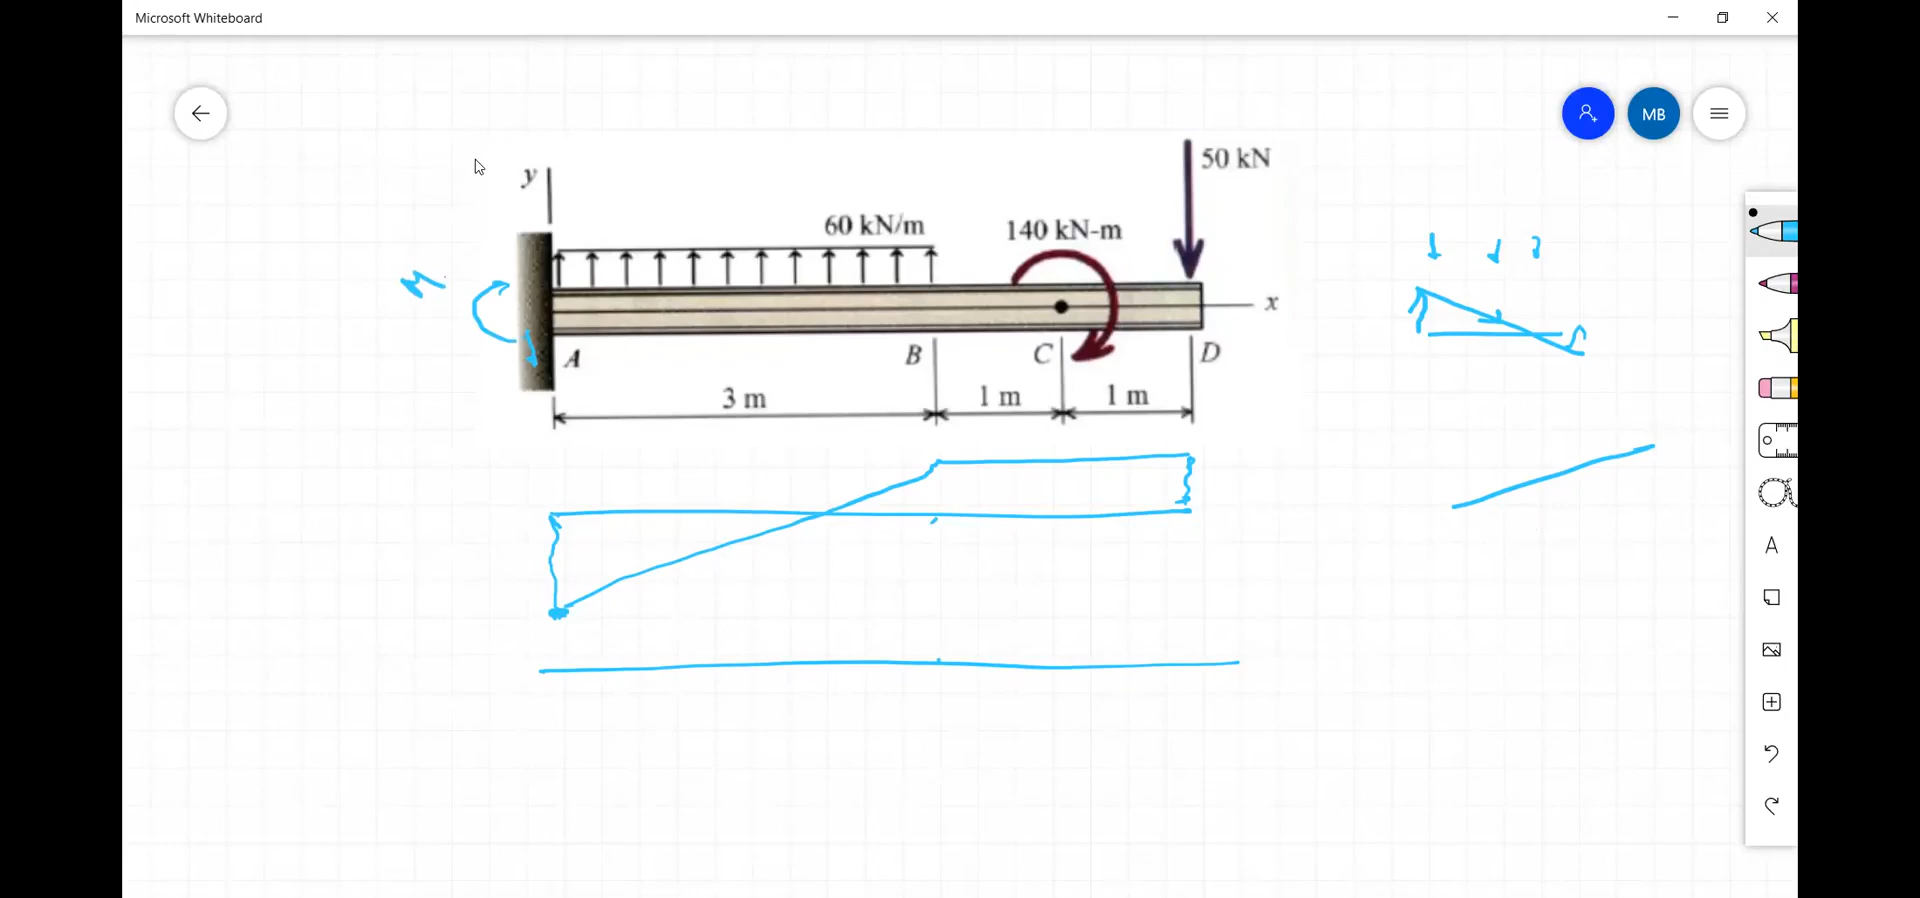 Microsoft Whiteboard
MB
50 kN
y
60 kN/m
140 kN-m
M
x
A
B
C
D
3 m
1 m
1 m
A